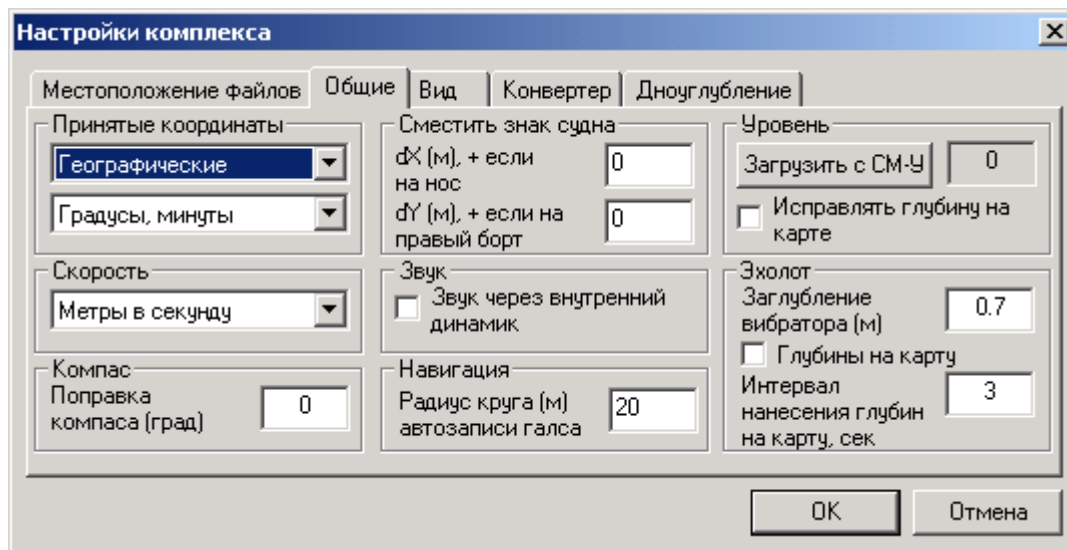 Настройки комплекса
Местоположение файлов
Общие
Вид
Конвертер
Дноуглубление
Принятые координаты
Географические
Градусы, минуты
Скорость
Метры в секунду
Компас
Поправка
компаса (град)
0
Сместить знак судна
dX (м), + если
на нос
0
dY (м), + если на
правый борт
0
Звук
Звук через внутренний
динамик
Навигация
Радиус круга (м)
автозаписи галса
20
Уровень
Загрузить с СМ-У
0
Исправлять глубину на
карте
Эхолот
Заглубление
вибратора (м)
0.7
Глубины на карту
Интервал
нанесения глубин
на карту, сек
3
OK
Отмена